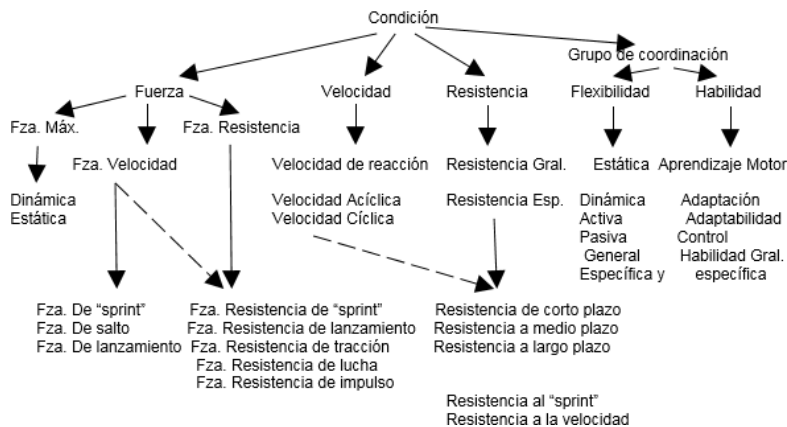 Condición
Grupo de coordinación
Fuerza Velocidad Resistencia Flexibilidad Habilidad
Fza. Máx. Fza. Resistencia
Fza. Velocidad Velocidad de reacción Resistencia Gral. Estática Aprendizaje Motor
Dinámica Velocidad Acíclica Resistencia Esp. Dinámica Adaptación
Estática Velocidad Cíclica Activa Adaptabilidad
Pasiva Control
General Habilidad Gral.
Específica y específica
Fza. De “sprint” Fza. Resistencia de “sprint” Resistencia de corto plazo
Fza. De salto Fza. Resistencia de lanzamiento Resistencia a medio plazo
Fza. De lanzamiento Fza. Resistencia de tracción Resistencia a largo plazo
Fza. Resistencia de lucha
Fza. Resistencia de impulso
Resistencia al “sprint”
Resistencia a la velocidad